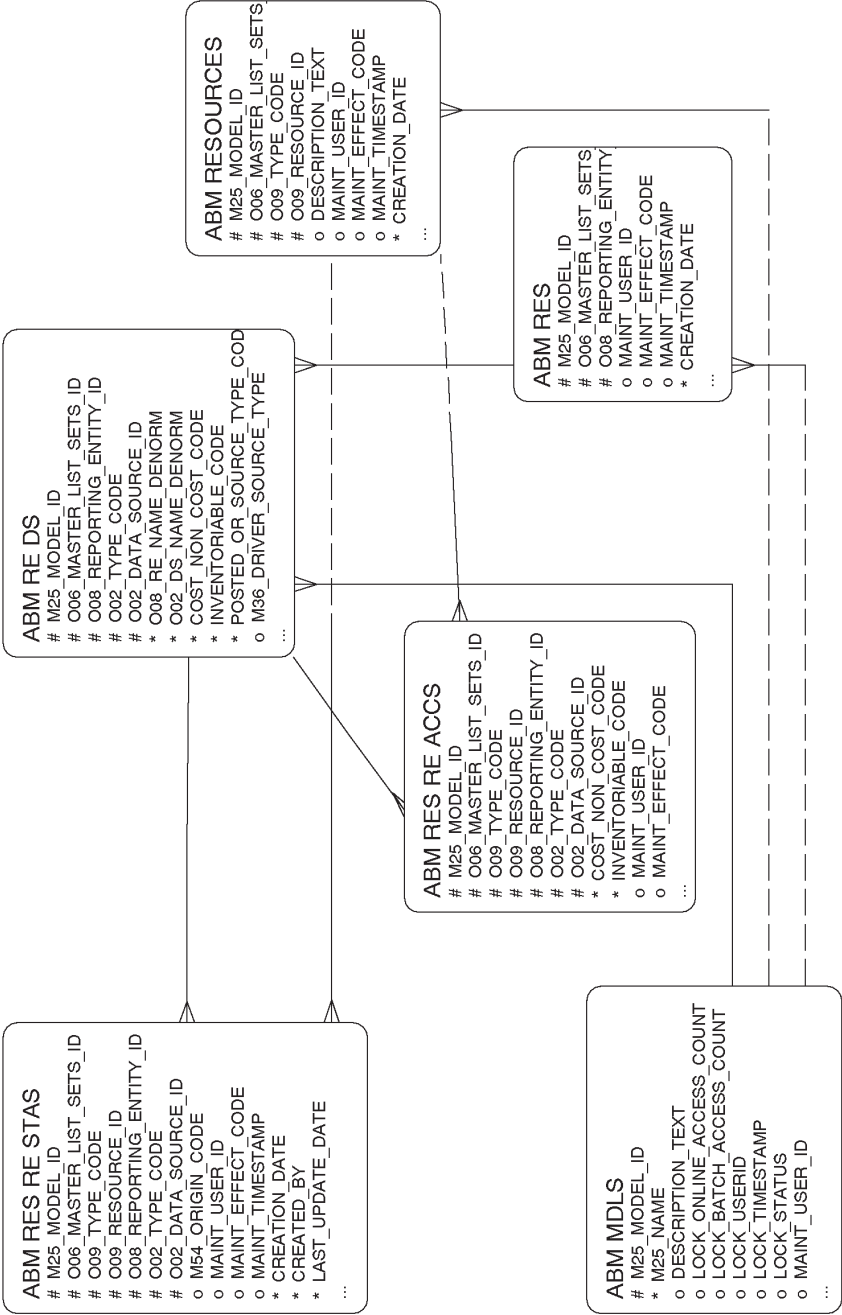 ABM RES RE STAS
# M25_MODEL_ID
# O06_MASTER_LIST_SETS_ID
# O09_TYPE_CODE
# O09_RESOURCE_ID
# O08_REPORTING_ENTITY_ID
# O02_TYPE_CODE
# O02_DATA_SOURCE_ID
o M54_ORIGIN_CODE
o MAINT_USER_ID
o MAINT_EFFECT_CODE
o MAINT_TIMESTAMP
* CREATION_DATE
* CREATED_BY
* LAST_UPDATE_DATE
...
ABM RE DS
# M25_MODEL_ID
# O06_MASTER_LIST_SETS_ID
# O08_REPORTING_ENTITY_ID
# O02_TYPE_CODE
# O02_DATA_SOURCE_ID
* O08_RE_NAME_DENORM
* O02_DS_NAME_DENORM
* COST_NON_COST_CODE
* INVENTORIABLE_CODE
* POSTED_OR_SOURCE_TYPE_COD
o M36_DRIVER_SOURCE_TYPE
...
ABM RESOURCES
# M25_MODEL_ID
# O06_MASTER_LIST_SETS_
# O09_TYPE_CODE
# O09_RESOURCE_ID
o DESCRIPTION_TEXT
o MAINT_USER_ID
o MAINT_EFFECT_CODE
o MAINT_TIMESTAMP
* CREATION_DATE
...
ABM RES RE ACCS
# M25_MODEL_ID
# O06_MASTER_LIST_SETS_ID
# O09_TYPE_CODE
# O09_RESOURCE_ID
# O08_REPORTING_ENTITY_ID
# O02_TYPE_CODE
# O02_DATA_SOURCE_ID
* COST_NON_COST_CODE
* INVENTORIABLE_CODE
o MAINT_USER_ID
o MAINT_EFFECT_CODE
...
ABM RES
# M25_MODEL_ID
# O06_MASTER_LIST_SETS_
# O08_REPORTING_ENTITY_
o MAINT_USER_ID
o MAINT_EFFECT_CODE
o MAINT_TIMESTAMP
* CREATION_DATE
...
ABM MDLS
# M25_MODEL_ID
* M25_NAME
o DESCRIPTION_TEXT
o LOCK_ONLINE_ACCESS_COUNT
o LOCK_BATCH_ACCESS_COUNT
o LOCK_USERID
o LOCK_TIMESTAMP
o LOCK_STATUS
o MAINT_USER_ID
...